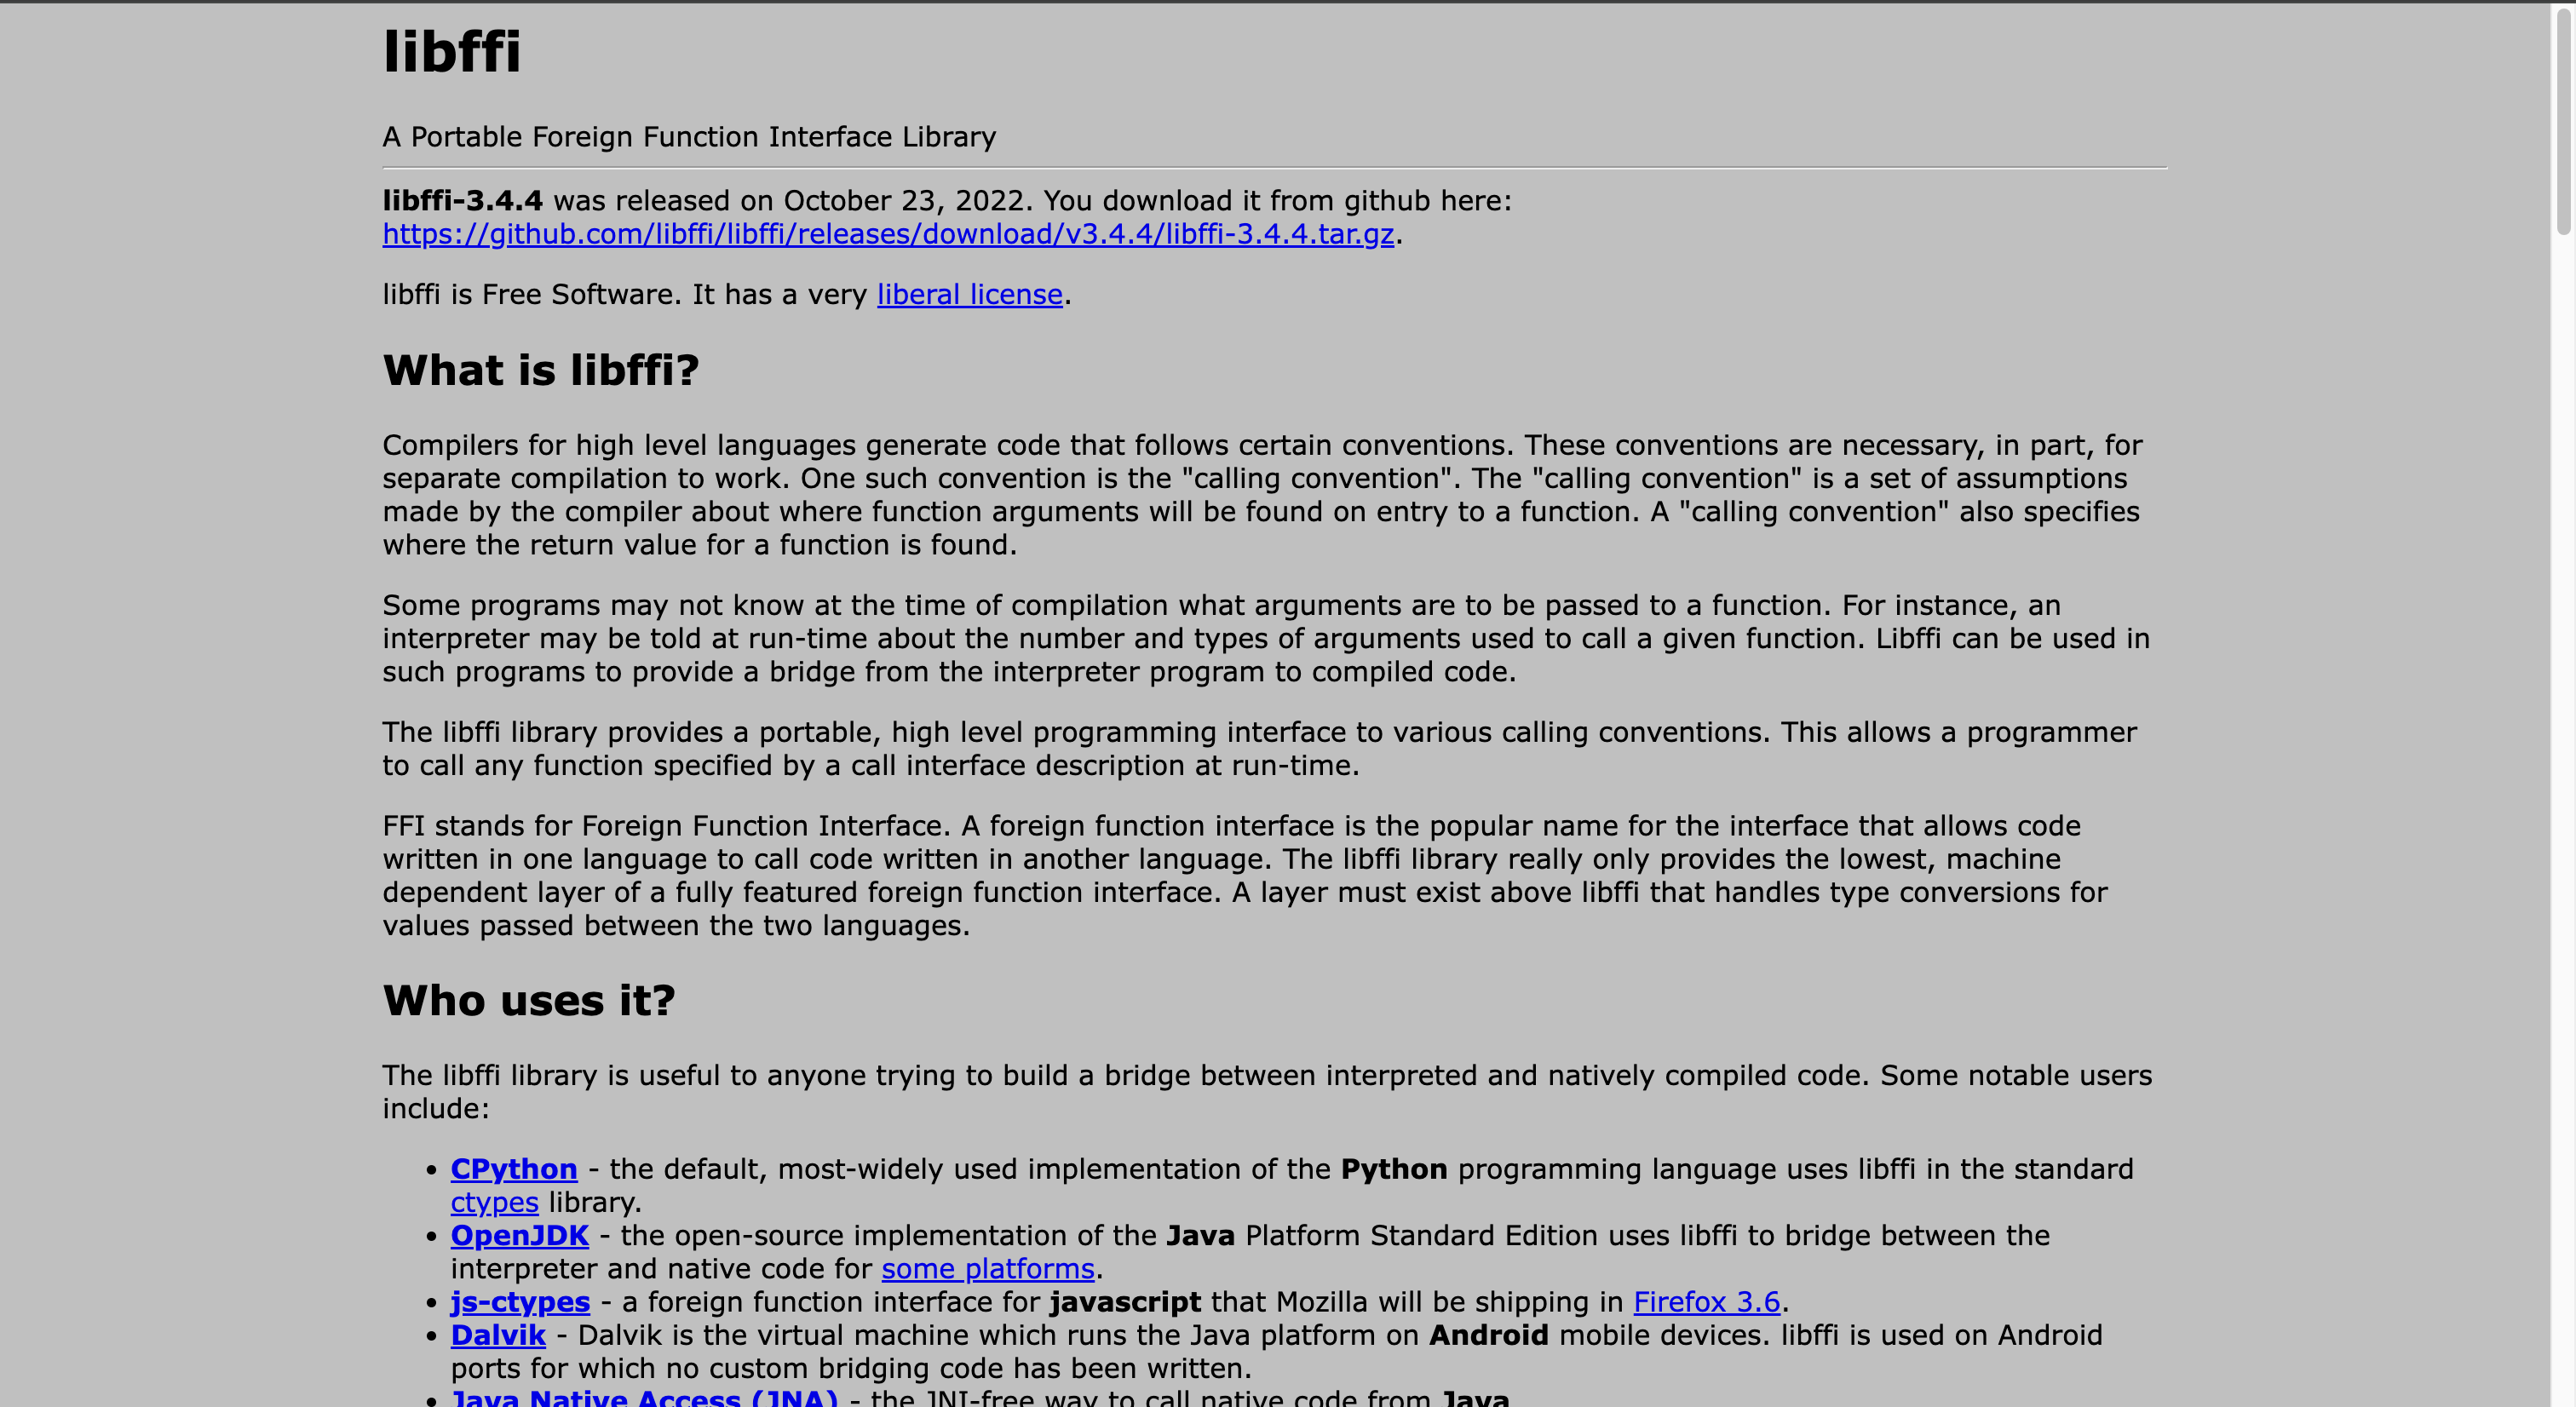 libffi
A Portable Foreign Function Interface Library
libffi-3.4.4 was released on October 23, 2022. You download it from github here:
https://github.com/libffi/libffi/releases/download/v3.4.4/libffi-3.4.4.tar.gz.
libffi is Free Software. It has a very liberal license.
What is libffi?
Compilers for high level languages generate code that follows certain conventions. These conventions are necessary, in part, for
separate compilation to work. One such convention is the "calling convention". The "calling convention" is a set of assumptions
made by the compiler about where function arguments will be found on entry to a function. A "calling convention" also specifies
where the return value for a function is found.
Some programs may not know at the time of compilation what arguments are to be passed to a function. For instance, an
interpreter may be told at run-time about the number and types of arguments used to call a given function. Libffi can be used in
such programs to provide a bridge from the interpreter program to compiled code.
The libffi library provides a portable, high level programming interface to various calling conventions. This allows a programmer
to call any function specified by a call interface description at run-time.
FFI stands for Foreign Function Interface. A foreign function interface is the popular name for the interface that allows code
written in one language to call code written in another language. The libffi library really only provides the lowest, machine
dependent layer of a fully featured foreign function interface. A layer must exist above libffi that handles type conversions for
values passed between the two languages.
Who uses it?
The libffi library is useful to anyone trying to build a bridge between interpreted and natively compiled code. Some notable users
include:
• CPython - the default, most-widely used implementation of the Python programming language uses libffi in the standard
ctypes library.
• OpenJDK - the open-source implementation of the Java Platform Standard Edition uses libffi to bridge between the
interpreter and native code for some platforms.
• js-ctypes - a foreign function interface for javascript that Mozilla will be shipping in Firefox 3.6.
• Dalvik - Dalvik is the virtual machine which runs the Java platform on Android mobile devices. libffi is used on Android
ports for which no custom bridging code has been written.
• Java Native Access (JNA) - the JNI-free way to call native code from Java